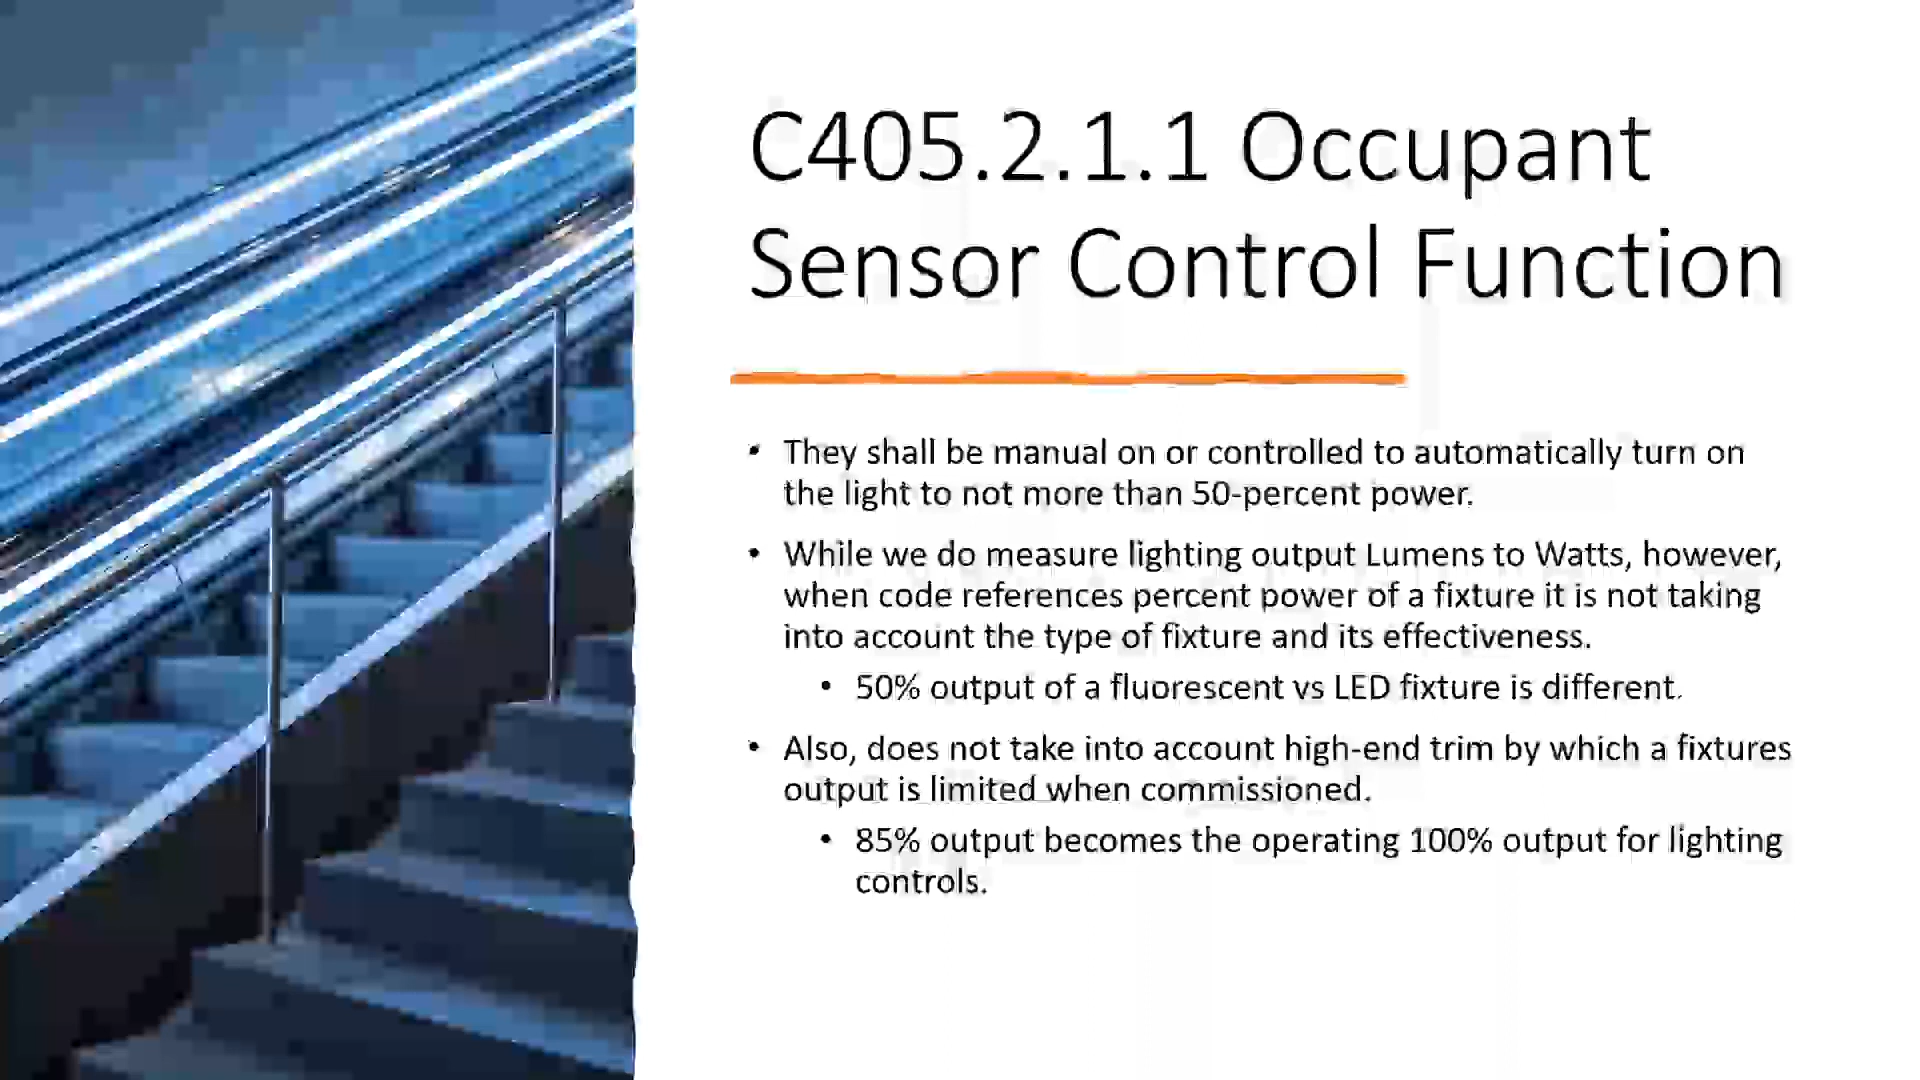 C405.2.1.1 Occupant
Sensor Control Function
• They shall be manual on or controlled to automatically turn on
the light to not more than 50-percent power.
• While we do measure lighting output Lumens to Watts, however,
when code references percent power of a fixture it is not taking
into account the type of fixture and its effectiveness.
• 50% output of a fluorescent vs LED fixture is different.
• Also, does not take into account high-end trim by which a fixtures
output is limited when commissioned.
• 85% output becomes the operating 100% output for lighting
controls.